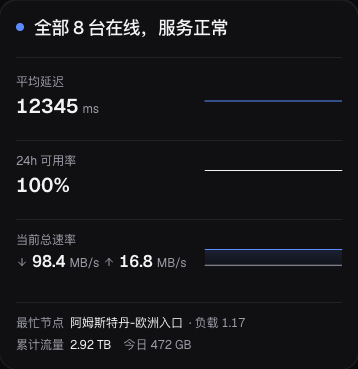 全部 8 台在线，服务正常
平均延迟
12345 ms
24h 可用率
100%
当前总速率
↓ 98.4 MB/s ↑ 16.8 MB/s
最忙节点 阿姆斯特丹-欧洲入口 · 负载 1.17
累计流量 2.92 TB 今日 472 GB